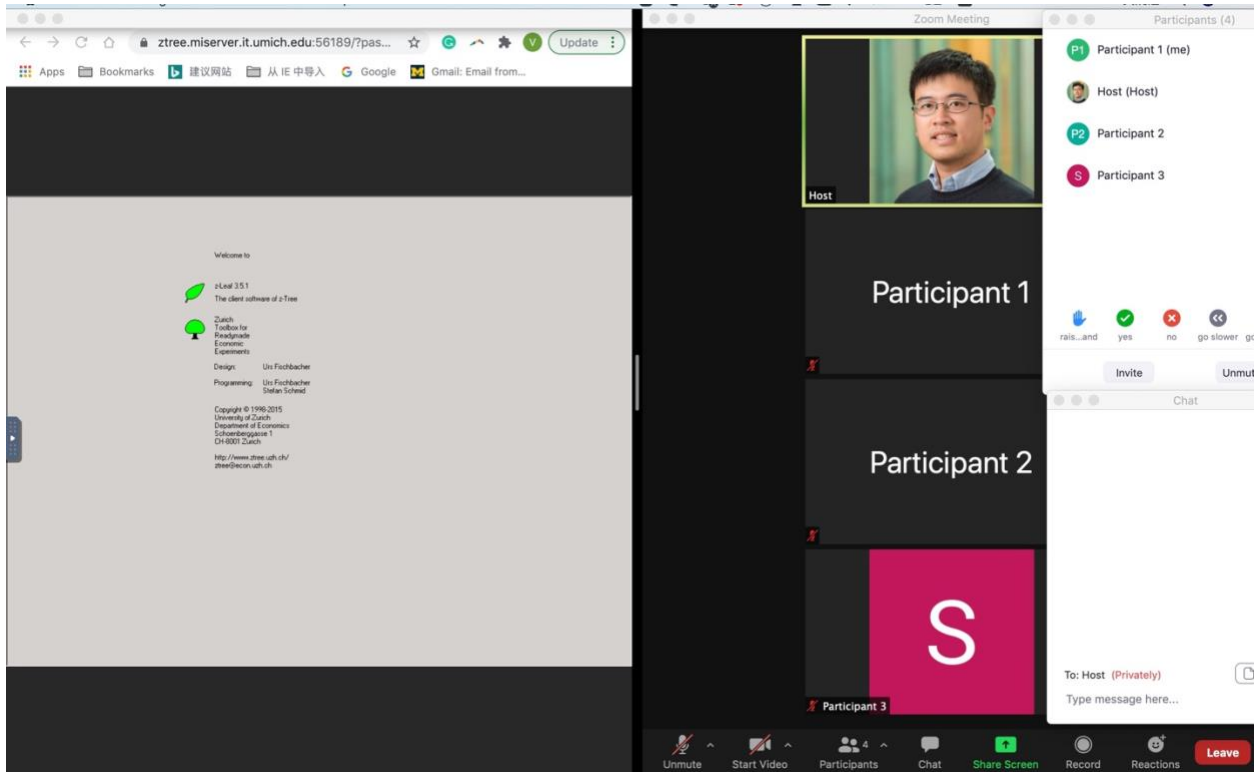 ztree.miserver.it.umich.edu:56189/?pas...
V
Update
Apps
Bookmarks
建议网站
从 IE 中导入
Google
Gmail: Email from...
Welcome to
z-Leaf 3.5.1
The client software of z-Tree
Zurich
Toolbox for
Readymade
Economic
Experiments
Design: Urs Fischbacher
Programming: Urs Fischbacher
Stefan Schmid
Copyright © 1998-2015
University of Zurich
Department of Economics
Schoenberggasse 1
CH-8001 Zurich
http://www.ztree.uzh.ch/
ztree@econ.uzh.ch
Zoom Meeting
Host
Participant 1
Participant 2
S
Participant 3
Unmute
Start Video
4
Participants
Chat
Share Screen
Record
Reactions
Leave
Participants (4)
P1 Participant 1 (me)
Host (Host)
P2 Participant 2
S Participant 3
rais...and
yes
no
go slower
Invite
Unmut
Chat
To: Host (Privately)
Type message here...